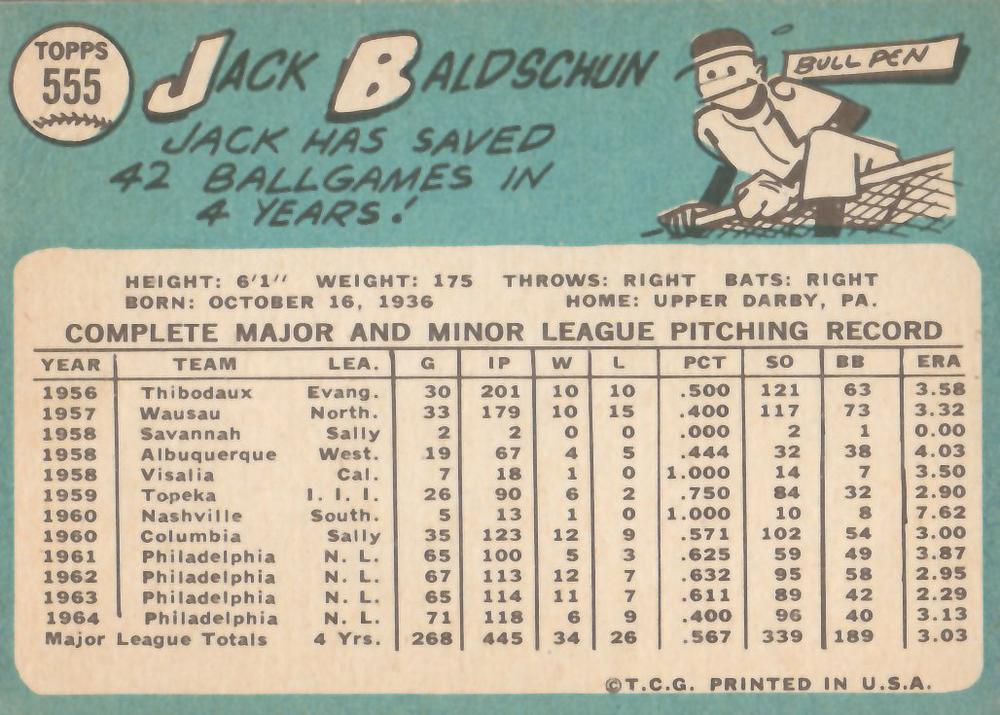 TOPPS
555
JACK BALDSCHUN
BULL PEN
JACK HAS SAVED
42 BALLGAMES IN
4 YEARS!
HEIGHT: 6'1" WEIGHT: 175 THROWS: RIGHT BATS: RIGHT
BORN: OCTOBER 16, 1936 HOME: UPPER DARBY, PA.
COMPLETE MAJOR AND MINOR LEAGUE PITCHING RECORD
YEAR TEAM LEA. G IP W L PCT SO BB ERA
1956 Thibodaux Evang. 30 201 10 10 .500 121 63 3.58
1957 Wausau North. 33 179 10 15 .400 117 73 3.32
1958 Savannah Sally 2 2 0 0 .000 2 1 0.00
1958 Albuquerque West. 19 67 4 5 .444 32 38 4.03
1958 Visalia Cal. 7 18 1 0 1.000 14 7 3.50
1959 Topeka I. I. I. 26 90 6 2 .750 84 32 2.90
1960 Nashville South. 5 13 1 0 1.000 10 8 7.62
1960 Columbia Sally 35 123 12 9 .571 102 54 3.00
1961 Philadelphia N. L. 65 100 5 3 .625 59 49 3.87
1962 Philadelphia N. L. 67 113 12 7 .632 95 58 2.95
1963 Philadelphia N. L. 65 114 11 7 .611 89 42 2.29
1964 Philadelphia N. L. 71 118 6 9 .400 96 40 3.13
Major League Totals 4 Yrs. 268 445 34 26 .567 339 189 3.03
©T.C.G. PRINTED IN U.S.A.